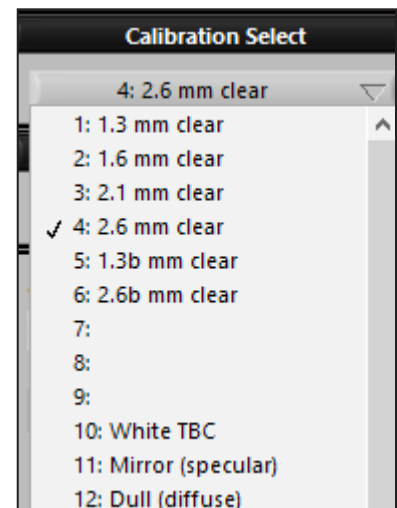 Calibration Select
4: 2.6 mm clear
1: 1.3 mm clear
2: 1.6 mm clear
3: 2.1 mm clear
4: 2.6 mm clear
5: 1.3b mm clear
6: 2.6b mm clear
7:
8:
9:
10: White TBC
11: Mirror (specular)
12: Dull (diffuse)